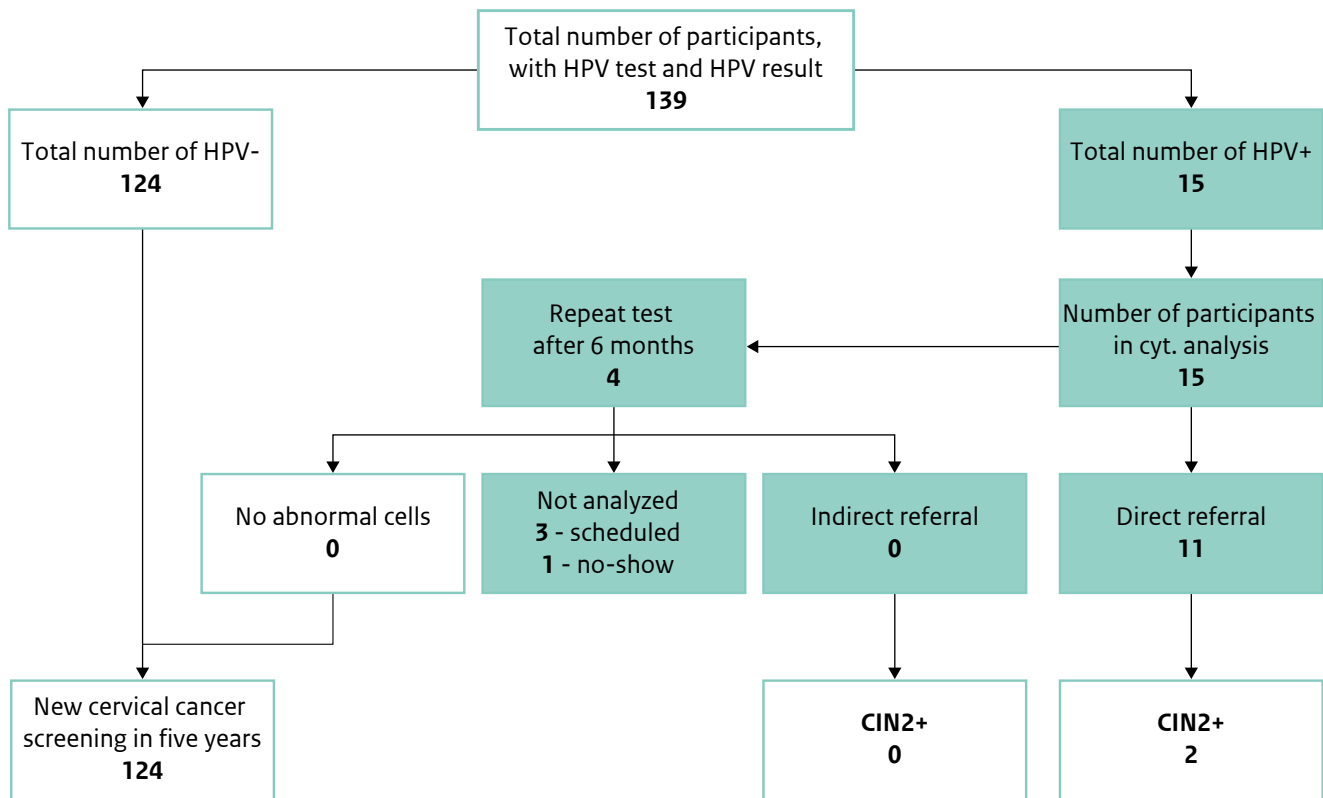 Total number of participants,
with HPV test and HPV result
139
Total number of HPV-
124
Total number of HPV+
15
Repeat test
after 6 months
4
Number of participants
in cyt. analysis
15
No abnormal cells
0
Not analyzed
3 - scheduled
1 - no-show
Indirect referral
0
Direct referral
11
New cervical cancer
screening in five years
124
CIN2+
0
CIN2+
2